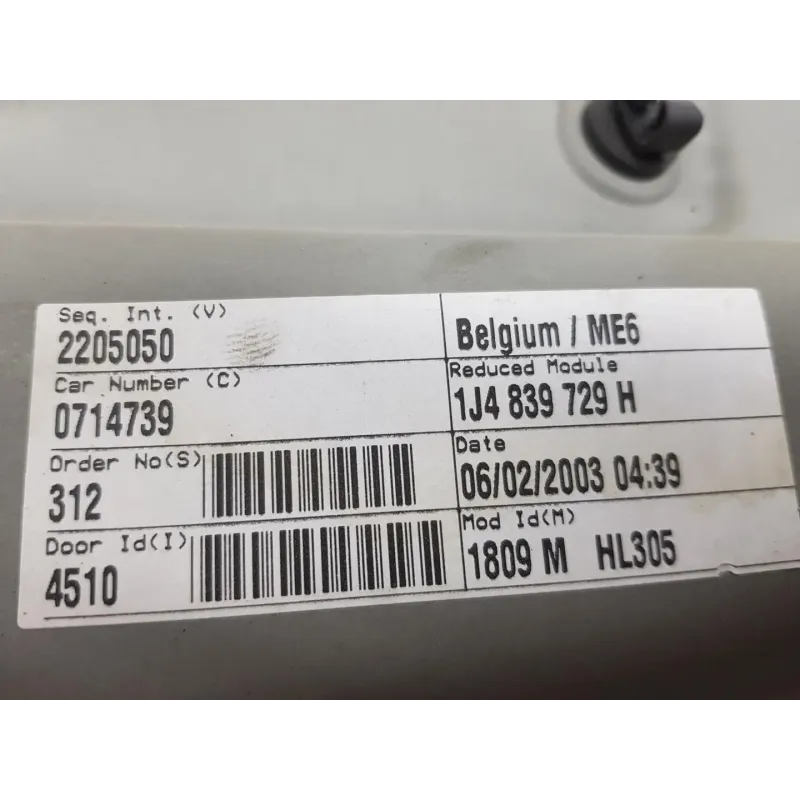 Seq. Int. (V)
2205050
Belgium / ME6
Car Number (C)
0714739
Reduced Module
1J4 839 729 H
Order No(S)
312
Date
06/02/2003 04:39
Door Id(I)
4510
Mod Id(M)
1809 M HL305